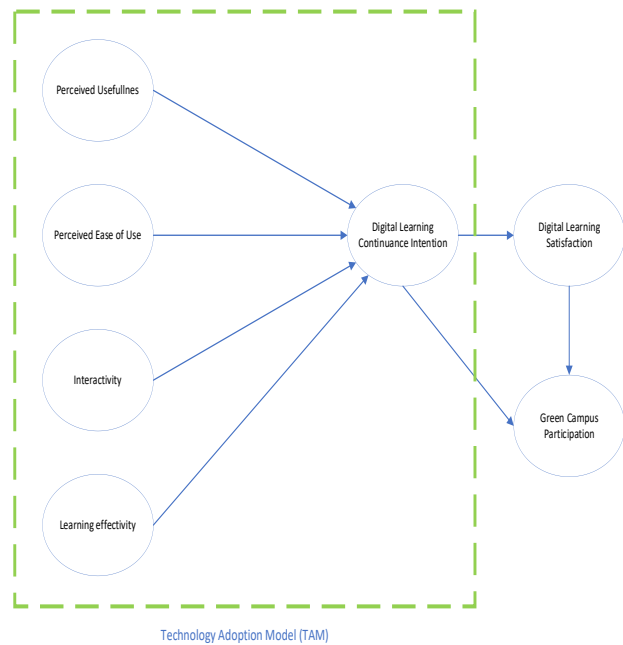 Perceived Usefullnes
Perceived Ease of Use
Digital Learning
Continuance Intention
Digital Learning
Satisfaction
Interactivity
Green Campus
Participation
Learning effectivity
Technology Adoption Model (TAM)